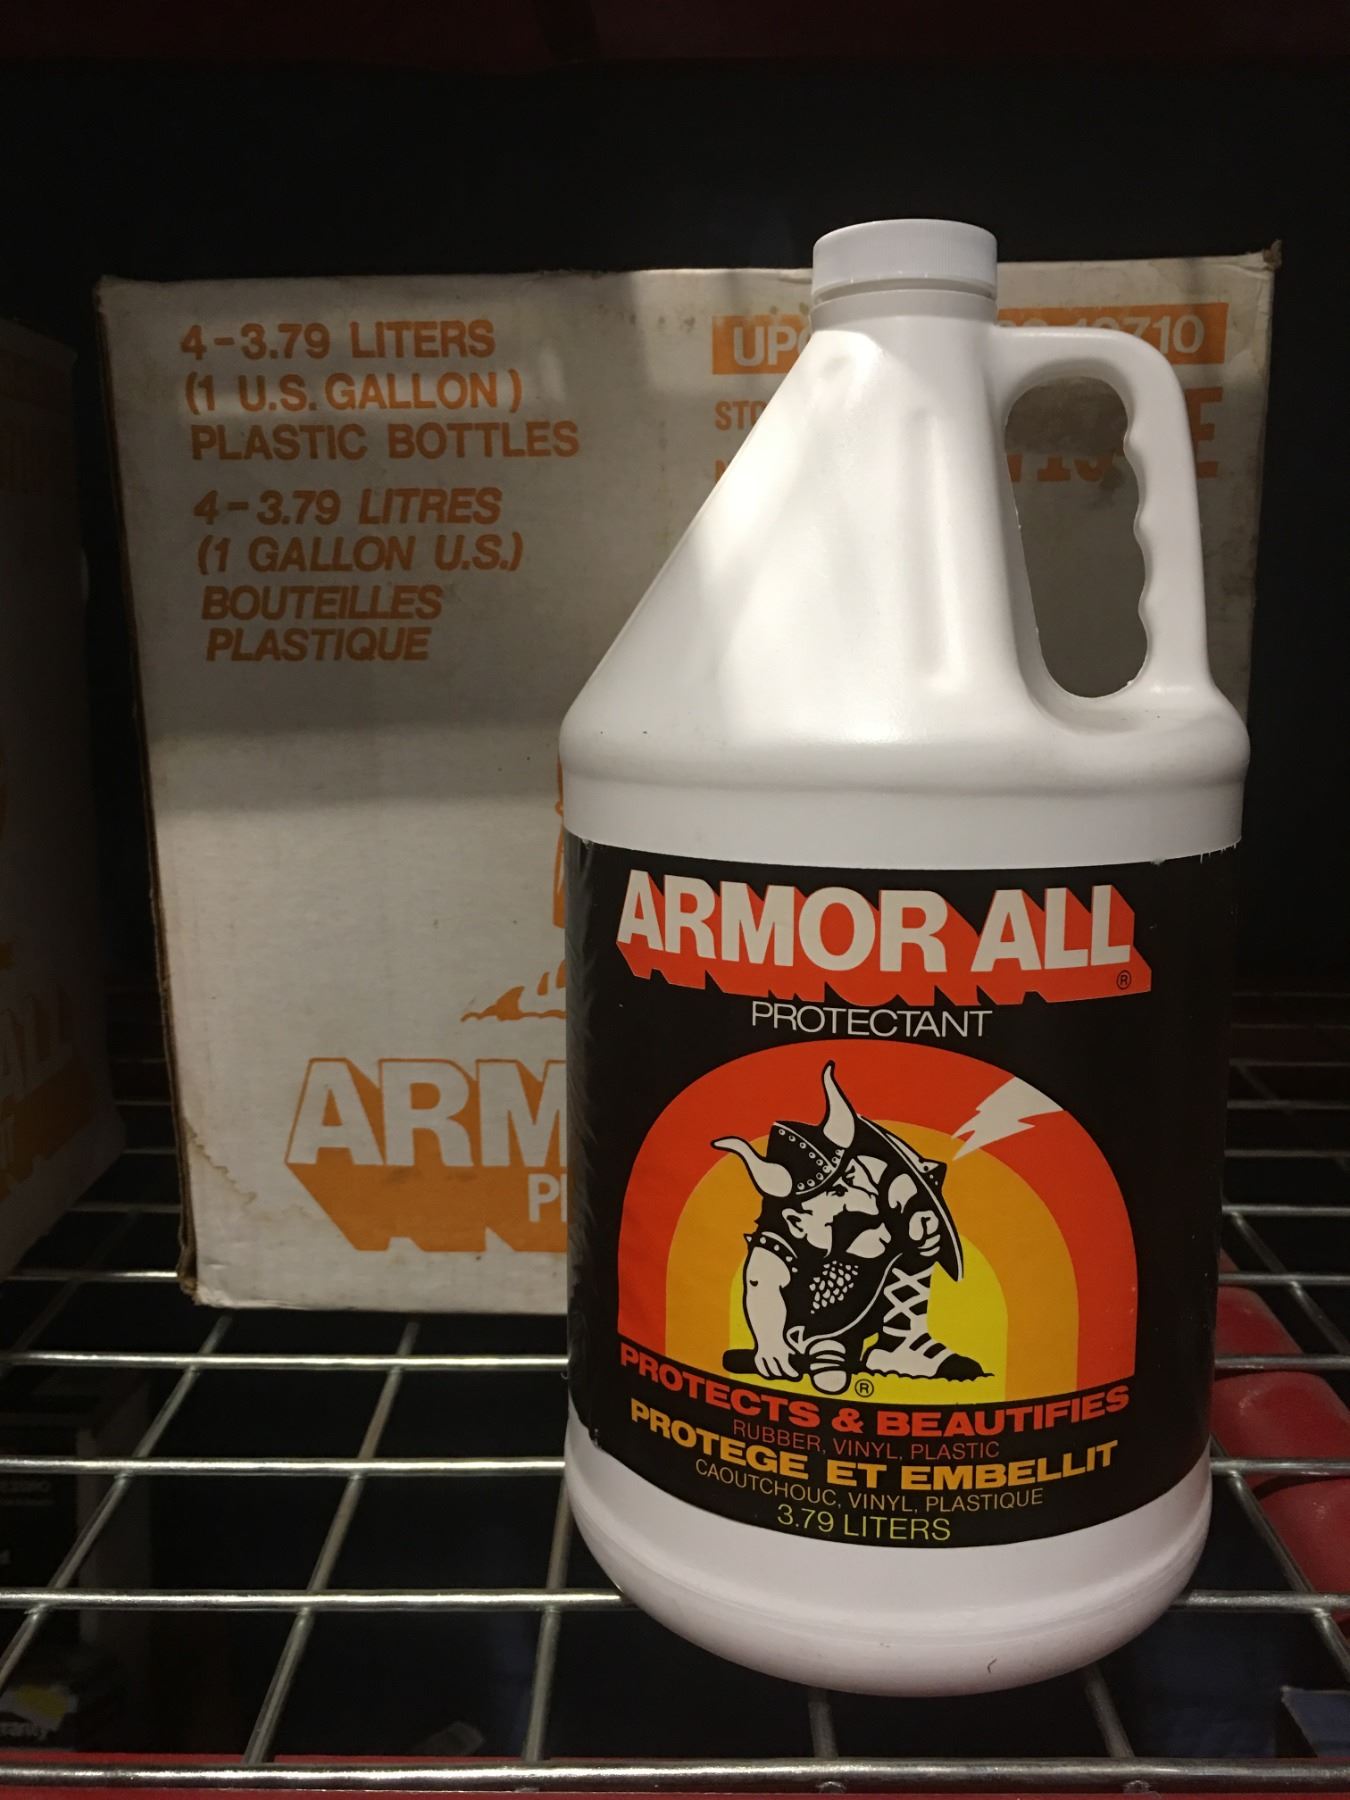 4-3.79 LITERS
(1 U.S. GALLON)
PLASTIC BOTTLES
4-3.79 LITRES
(1 GALLON U.S.)
BOUTEILLES
PLASTIQUE
ARMOR ALL
®
PROTECTANT
®
PROTECTS & BEAUTIFIES
RUBBER, VINYL, PLASTIC
PROTEGE ET EMBELLIT
CAOUTCHOUC, VINYL, PLASTIQUE
3.79 LITERS